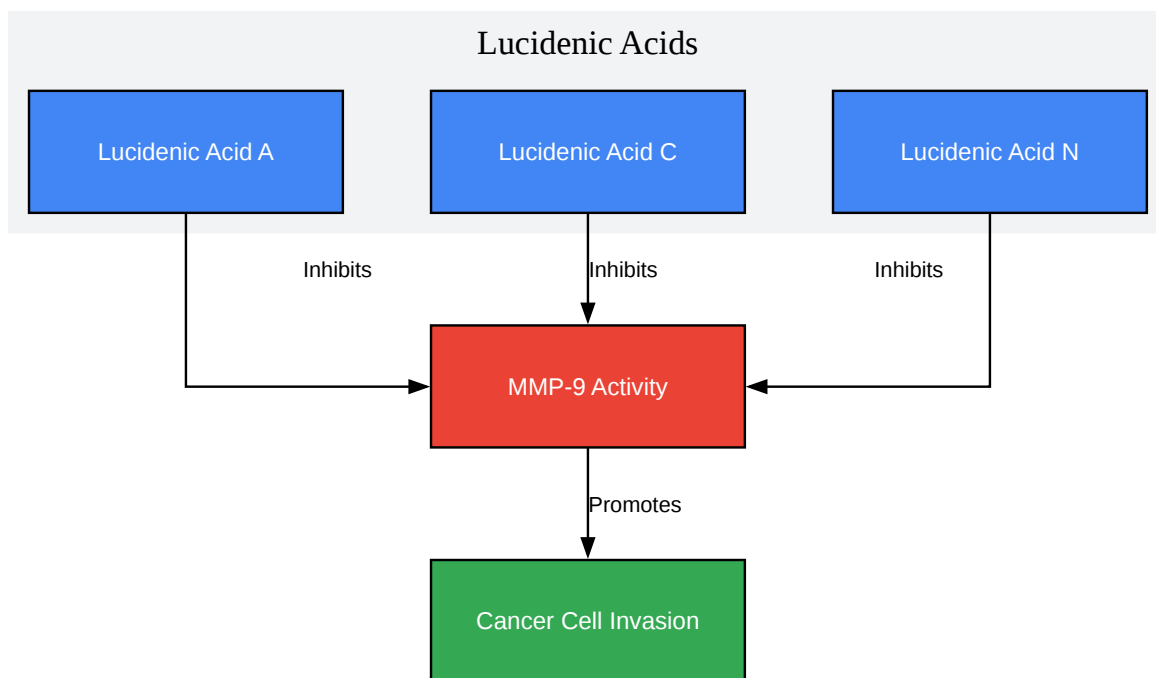 Lucidenic Acids
Lucidenic Acid A
Lucidenic Acid C
Lucidenic Acid N
Inhibits
Inhibits
Inhibits
MMP-9 Activity
Promotes
Cancer Cell Invasion